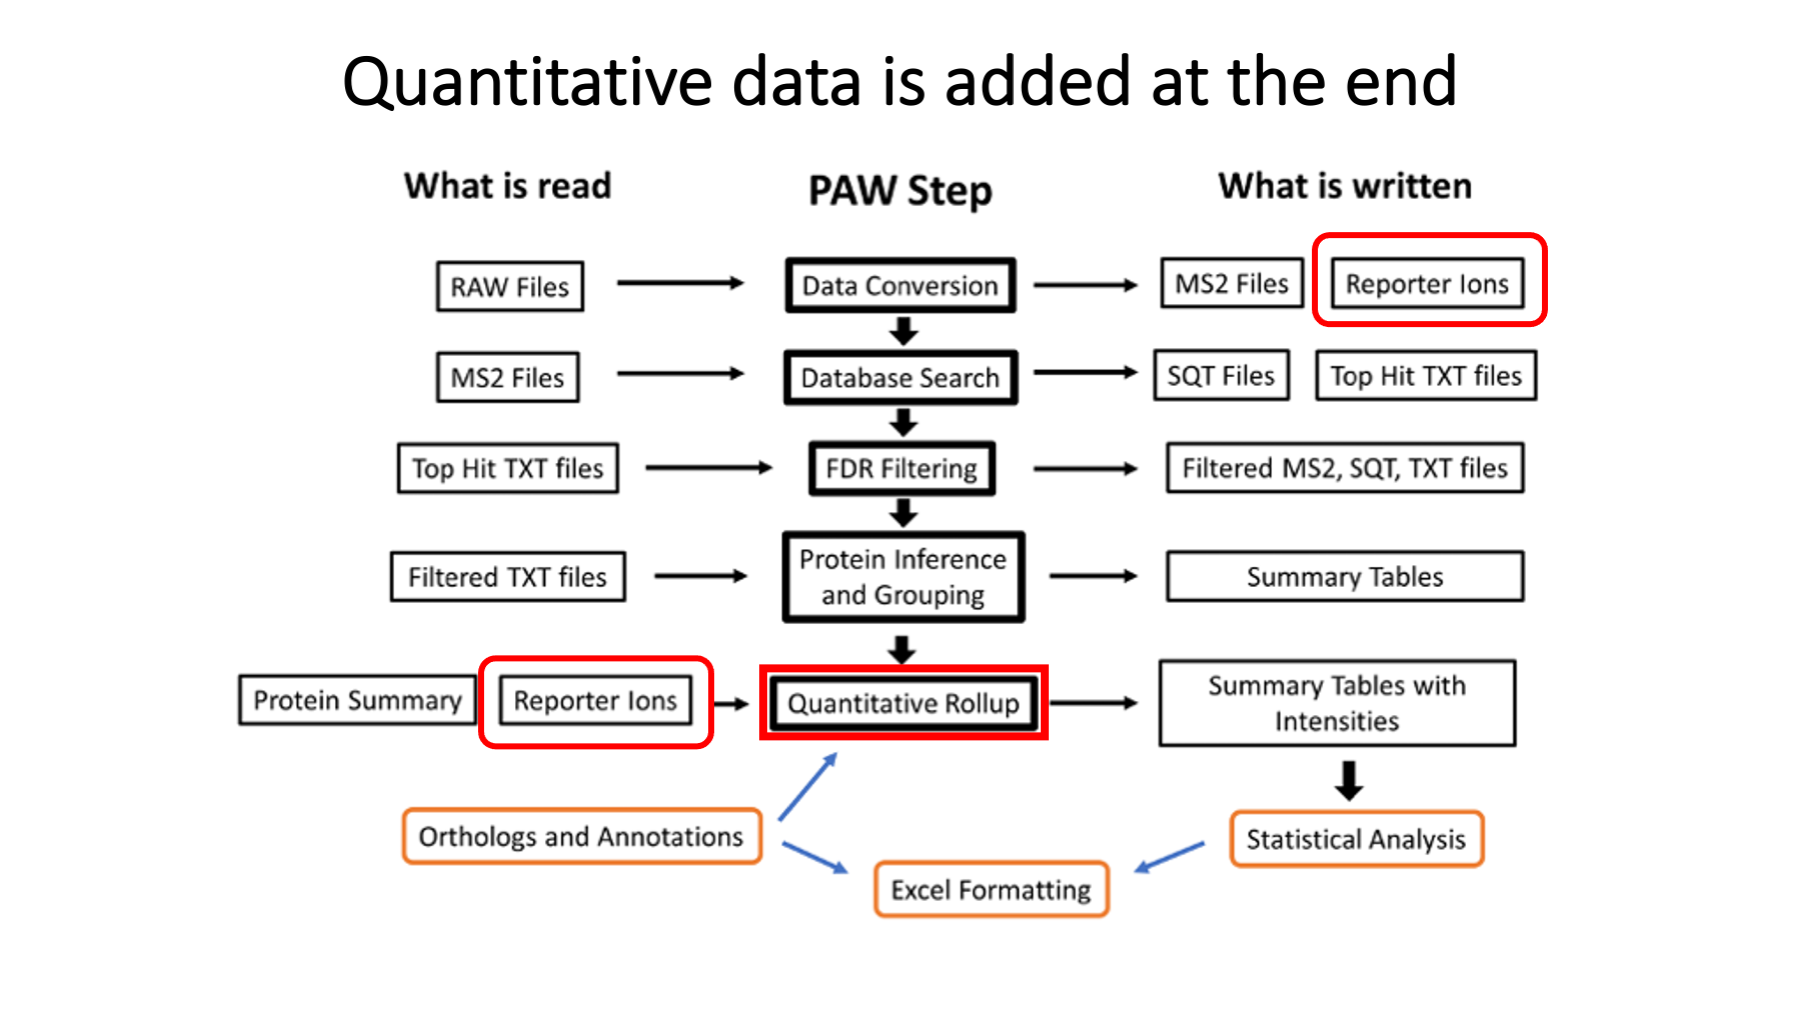 Quantitative data is added at the end
What is read
PAW Step
What is written
RAW Files
Data Conversion
MS2 Files
Reporter Ions
MS2 Files
Database Search
SQT Files
Top Hit TXT files
Top Hit TXT files
FDR Filtering
Filtered MS2, SQT, TXT files
Filtered TXT files
Protein Inference
and Grouping
Summary Tables
Protein Summary
Reporter Ions
Quantitative Rollup
Summary Tables with
Intensities
Orthologs and Annotations
Statistical Analysis
Excel Formatting